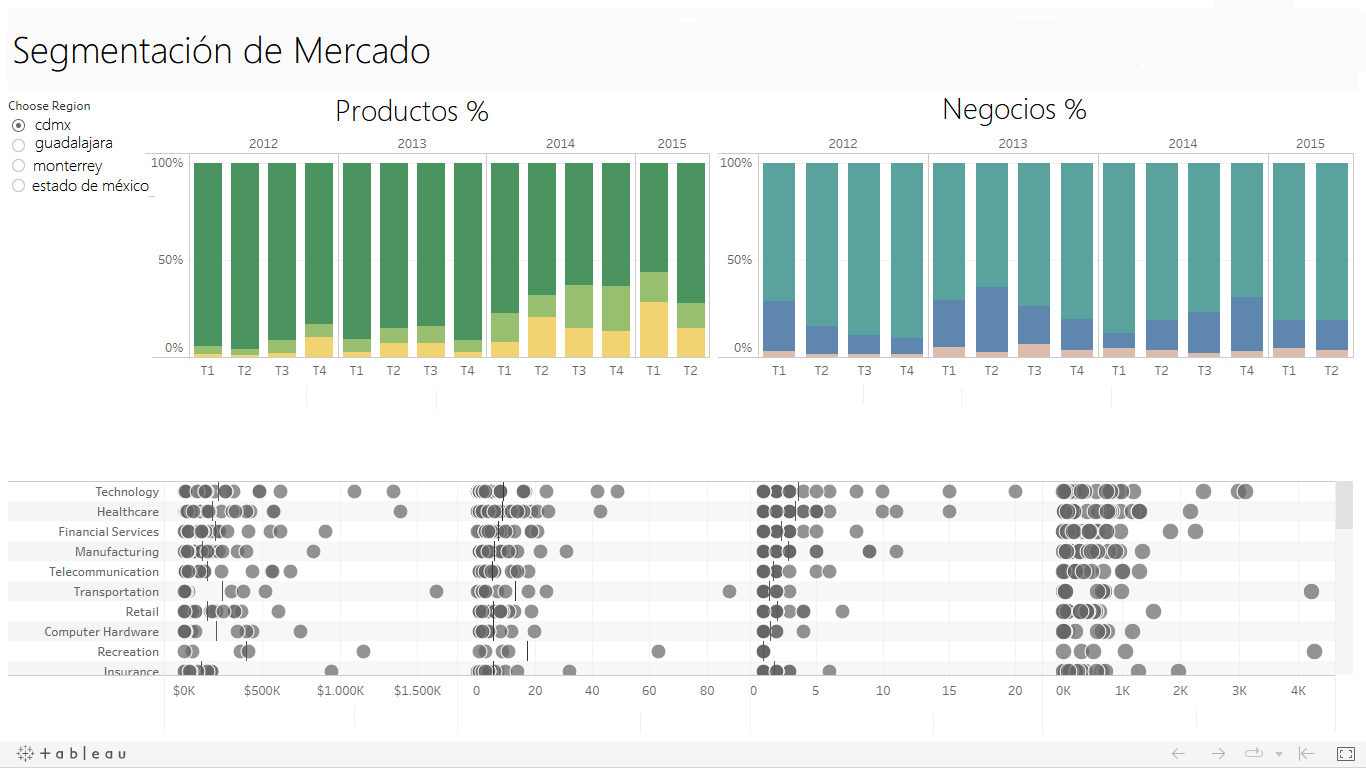 Segmentación de Mercado
Choose Region
cdmx
guadalajara
monterrey
estado de méxico
Productos %
2012 2013 2014 2015
100%
50%
0%
T1 T2 T3 T4 T1 T2 T3 T4 T1 T2 T3 T4 T1 T2
Negocios %
2012 2013 2014 2015
100%
50%
0%
T1 T2 T3 T4 T1 T2 T3 T4 T1 T2 T3 T4 T1 T2
Technology
Healthcare
Financial Services
Manufacturing
Telecommunication
Transportation
Retail
Computer Hardware
Recreation
Insurance
$0K $500K $1.000K $1.500K 0 20 40 60 80 0 5 10 15 20 0K 1K 2K 3K 4K
+ableau